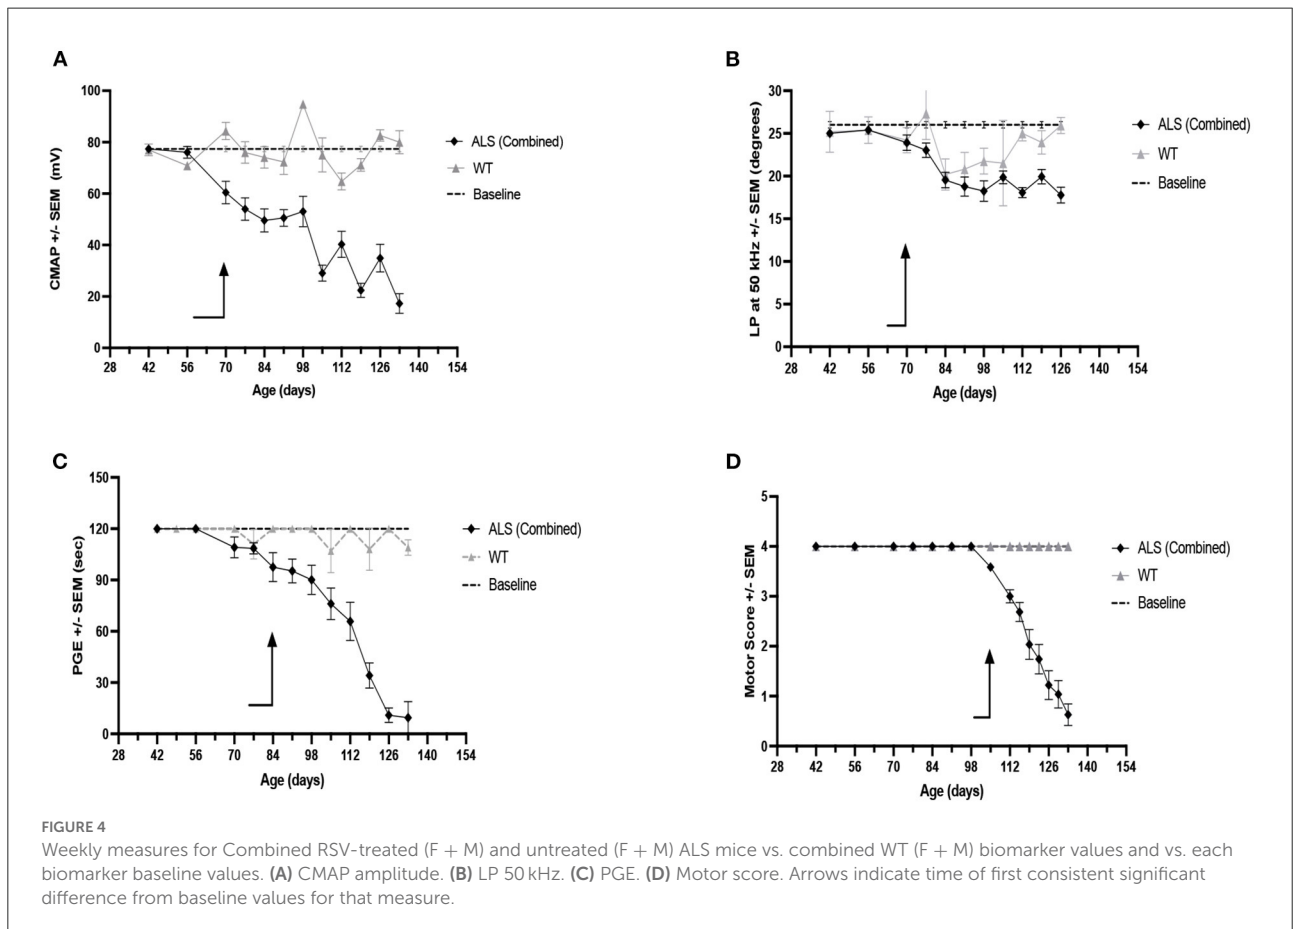 A
CMAP +/- SEM (mV)
100
80
60
40
20
0
28 42 56 70 84 98 112 126 140 154
Age (days)
ALS (Combined)
WT
Baseline
B
LP at 50 kHz +/- SEM (degrees)
30
25
20
15
10
5
0
28 42 56 70 84 98 112 126 140 154
Age (days)
ALS (Combined)
WT
Baseline
C
PGE +/- SEM (sec)
150
120
90
60
30
0
28 42 56 70 84 98 112 126 140 154
Age (days)
ALS (Combined)
WT
Baseline
D
Motor Score +/- SEM
5
4
3
2
1
0
28 42 56 70 84 98 112 126 140 154
Age (days)
ALS (Combined)
WT
Baseline
FIGURE 4
Weekly measures for Combined RSV-treated (F + M) and untreated (F + M) ALS mice vs. combined WT (F + M) biomarker values and vs. each
biomarker baseline values. (A) CMAP amplitude. (B) LP 50 kHz. (C) PGE. (D) Motor score. Arrows indicate time of first consistent significant
difference from baseline values for that measure.